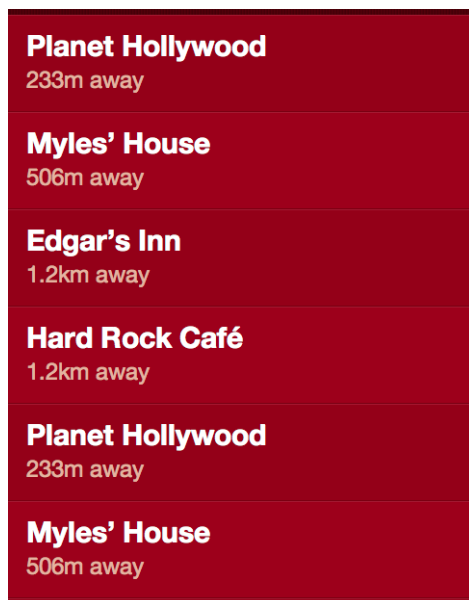 Planet Hollywood
233m away
Myles’ House
506m away
Edgar’s Inn
1.2km away
Hard Rock Café
1.2km away
Planet Hollywood
233m away
Myles’ House
506m away